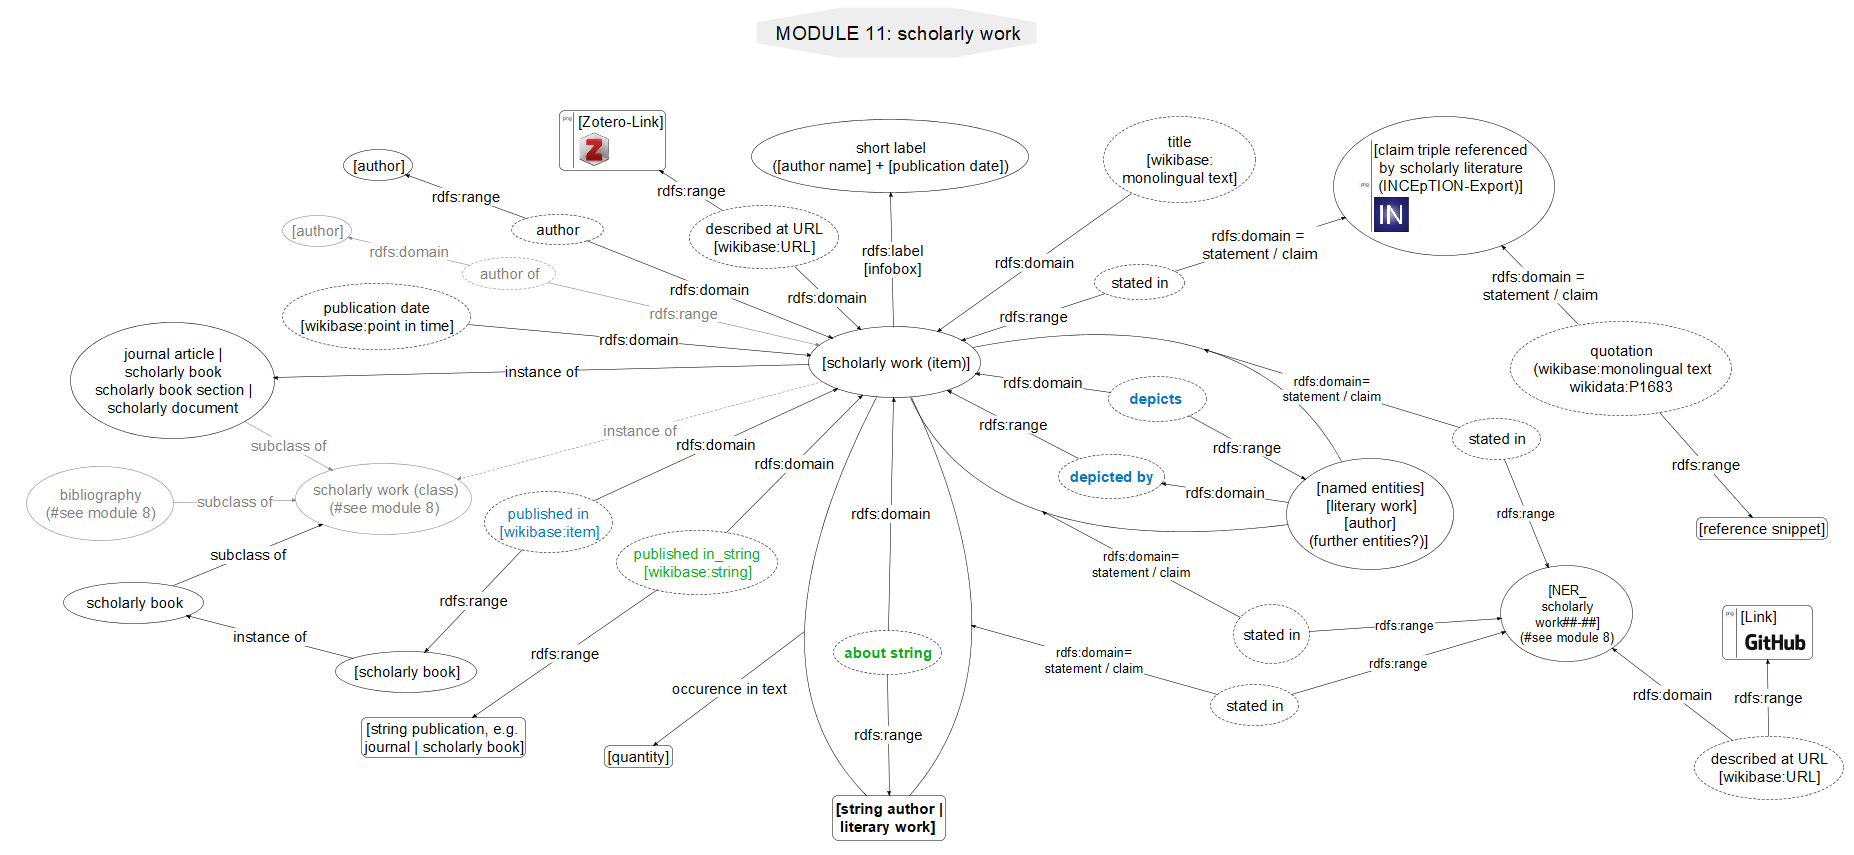 MODULE 11: scholarly work
png
[Zotero-Link]
Z
rdfs:range
described at URL
[wikibase:URL]
rdfs:domain
short label
([author name] + [publication date])
rdfs:label
[infobox]
title
[wikibase:
monolingual text]
rdfs:domain
png
[claim triple referenced
by scholarly literature
(INCEpTION-Export)]
IN
rdfs:domain =
statement / claim
stated in
rdfs:range
rdfs:domain =
statement / claim
quotation
(wikibase:monolingual text
wikidata:P1683
rdfs:range
[reference snippet]
[author]
rdfs:range
author
rdfs:domain
[author]
rdfs:domain
author of
rdfs:range
publication date
[wikibase:point in time]
rdfs:domain
[scholarly work (item)]
journal article |
scholarly book
scholarly book section |
scholarly document
instance of
subclass of
instance of
bibliography
(#see module 8)
subclass of
scholarly work (class)
(#see module 8)
subclass of
scholarly book
instance of
[scholarly book]
rdfs:range
published in
[wikibase:item]
rdfs:domain
rdfs:domain
published in_string
[wikibase:string]
rdfs:range
[string publication, e.g.
journal | scholarly book]
occurence in text
[quantity]
rdfs:domain
about string
rdfs:range
[string author |
literary work]
rdfs:domain
depicts
rdfs:range
rdfs:range
depicted by
rdfs:domain
[named entities]
[literary work]
[author]
(further entities?)]
rdfs:domain=
statement / claim
stated in
rdfs:range
rdfs:domain=
statement / claim
stated in
rdfs:range
rdfs:domain=
statement / claim
stated in
rdfs:range
[NER_
scholarly
work##-##]
(#see module 8)
png
[Link]
GitHub
rdfs:domain
rdfs:range
described at URL
[wikibase:URL]